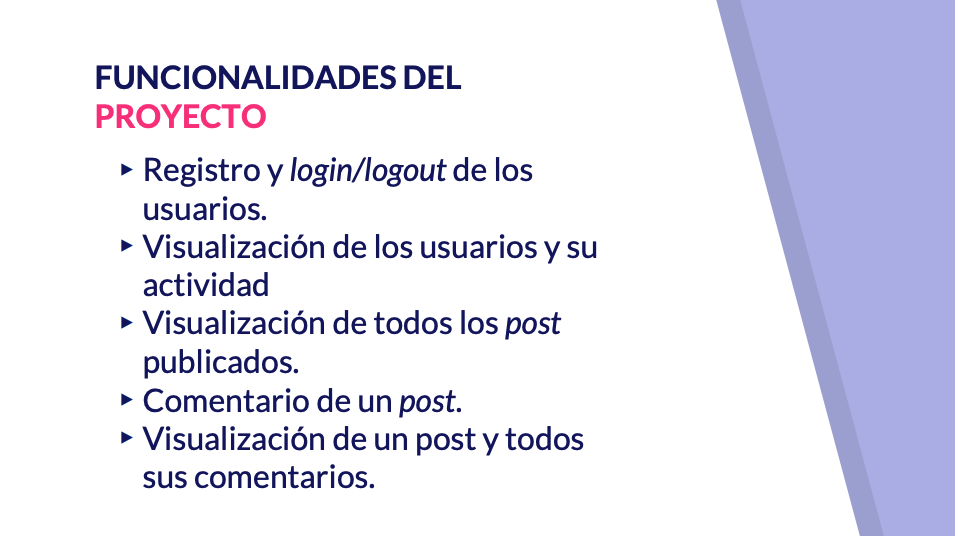 FUNCIONALIDADES DEL
PROYECTO
▸ Registro y login/logout de los
usuarios.
▸ Visualización de los usuarios y su
actividad
▸ Visualización de todos los post
publicados.
▸ Comentario de un post.
▸ Visualización de un post y todos
sus comentarios.